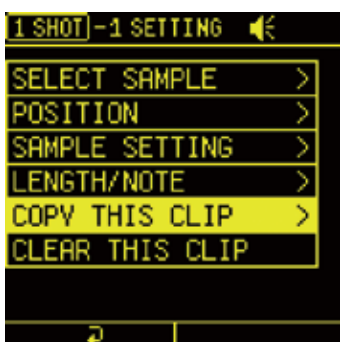 1 SHOT-1 SETTING
SELECT SAMPLE >
POSITION >
SAMPLE SETTING >
LENGTH/NOTE >
COPY THIS CLIP >
CLEAR THIS CLIP